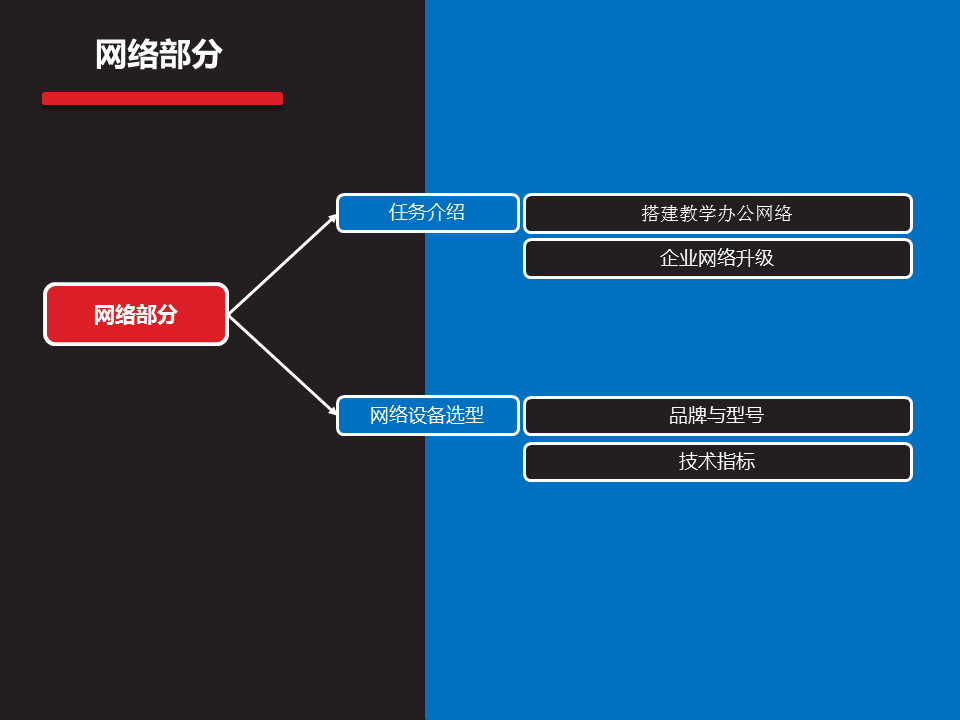 网络部分
任务介绍
搭建教学办公网络
企业网络升级
网络部分
网络设备选型
品牌与型号
技术指标